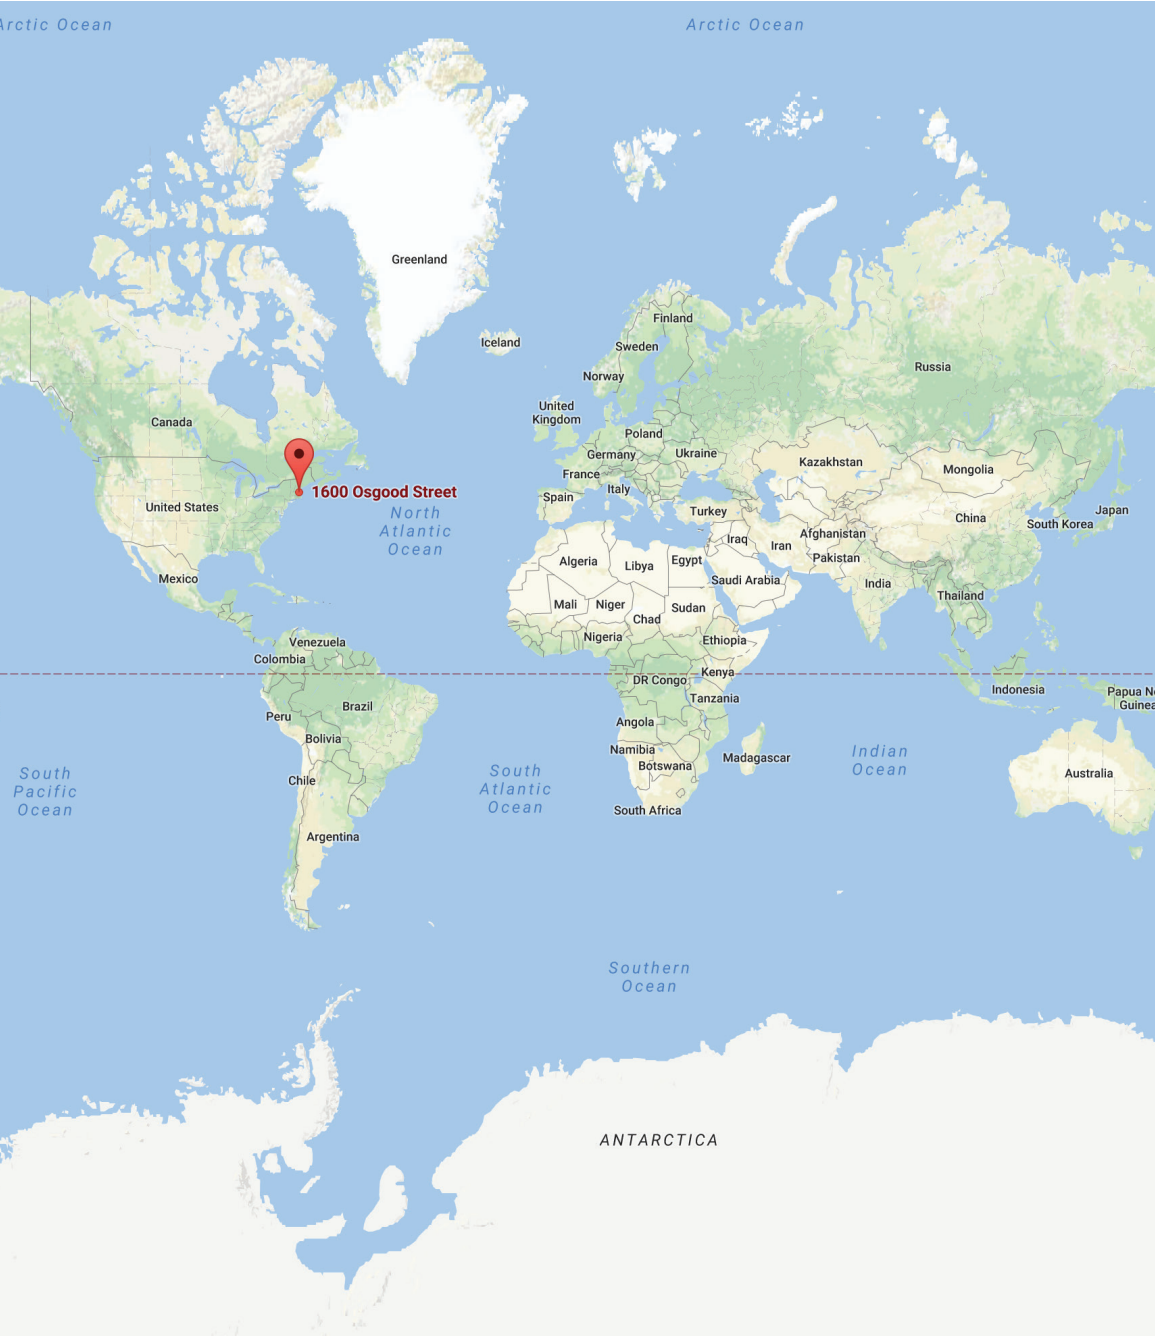 Arctic Ocean
Arctic Ocean
Greenland
Finland
Iceland
Sweden
Russia
Norway
United
Kingdom
Canada
Poland
Ukraine
Germany
Kazakhstan
Mongolia
France
Italy
1600 Osgood Street
Spain
United States
Turkey
Japan
North
Atlantic
Ocean
China
South Korea
Afghanistan
Iraq
Iran
Pakistan
Algeria
Egypt
Libya
Mexico
Saudi Arabia
India
Thailand
Mali
Niger
Sudan
Chad
Nigeria
Ethiopia
Venezuela
Colombia
Kenya
DR Congo
Indonesia
Papua N
Guinea
Tanzania
Brazil
Peru
Angola
Bolivia
Namibia
Madagascar
Indian
Ocean
Botswana
South
Pacific
Ocean
Chile
South
Atlantic
Ocean
Australia
South Africa
Argentina
Southern
Ocean
ANTARCTICA